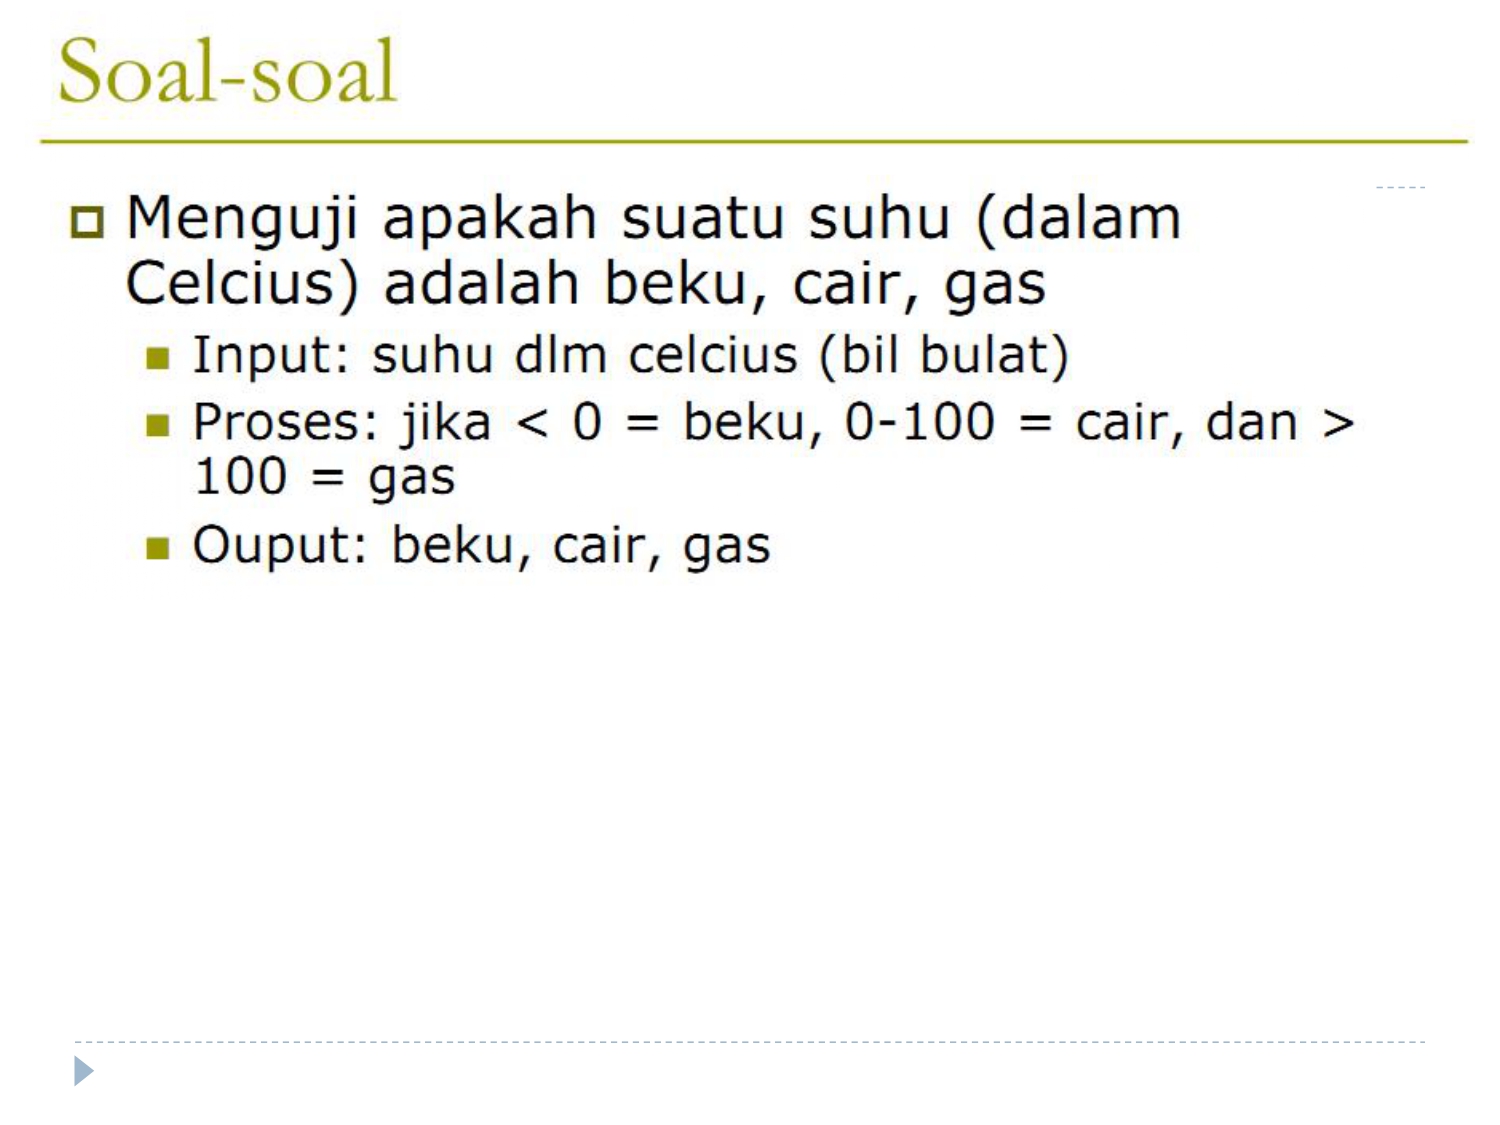 Soal-soal
Menguji apakah suatu suhu (dalam
Celcius) adalah beku, cair, gas
Input: suhu dlm celcius (bil bulat)
Proses: jika < 0 = beku, 0-100 = cair, dan >
100 = gas
Ouput: beku, cair, gas